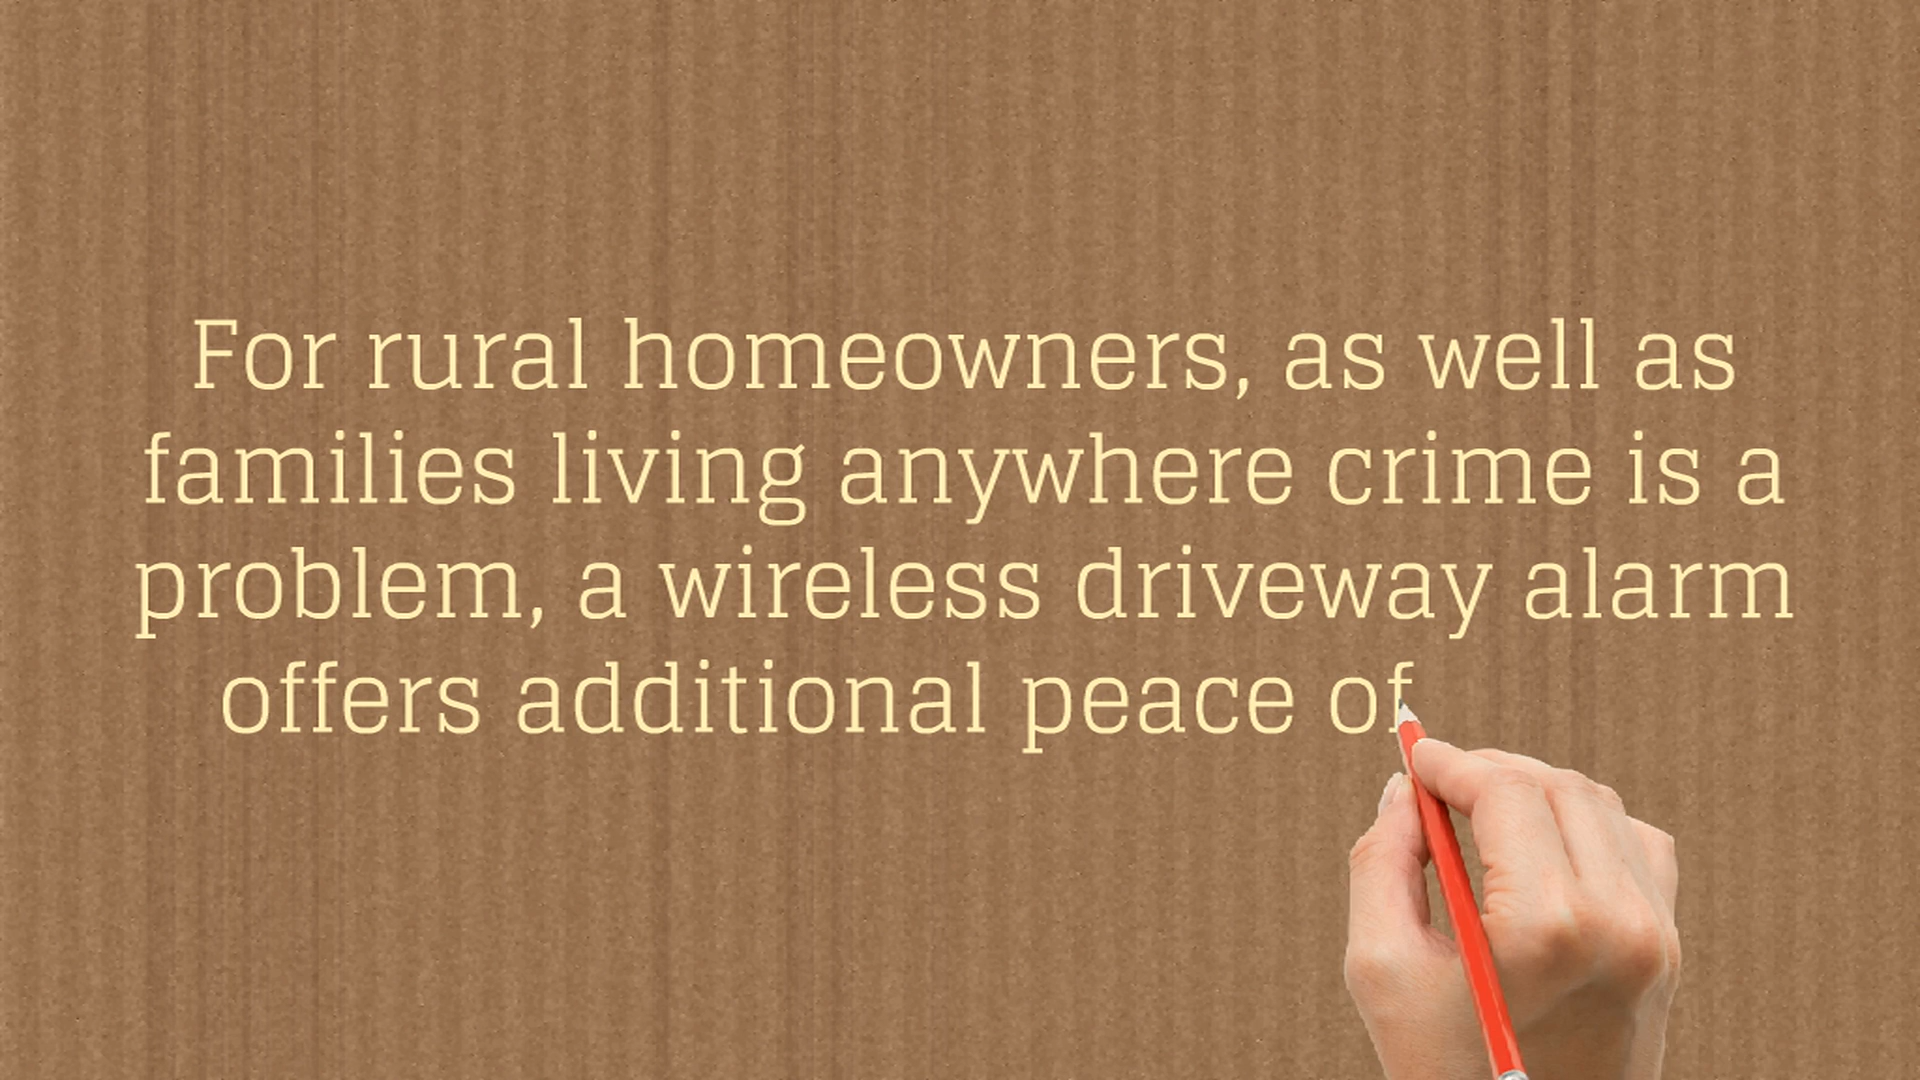 For rural homeowners, as well as
families living anywhere crime is a
problem, a wireless driveway alarm
offers additional peace of